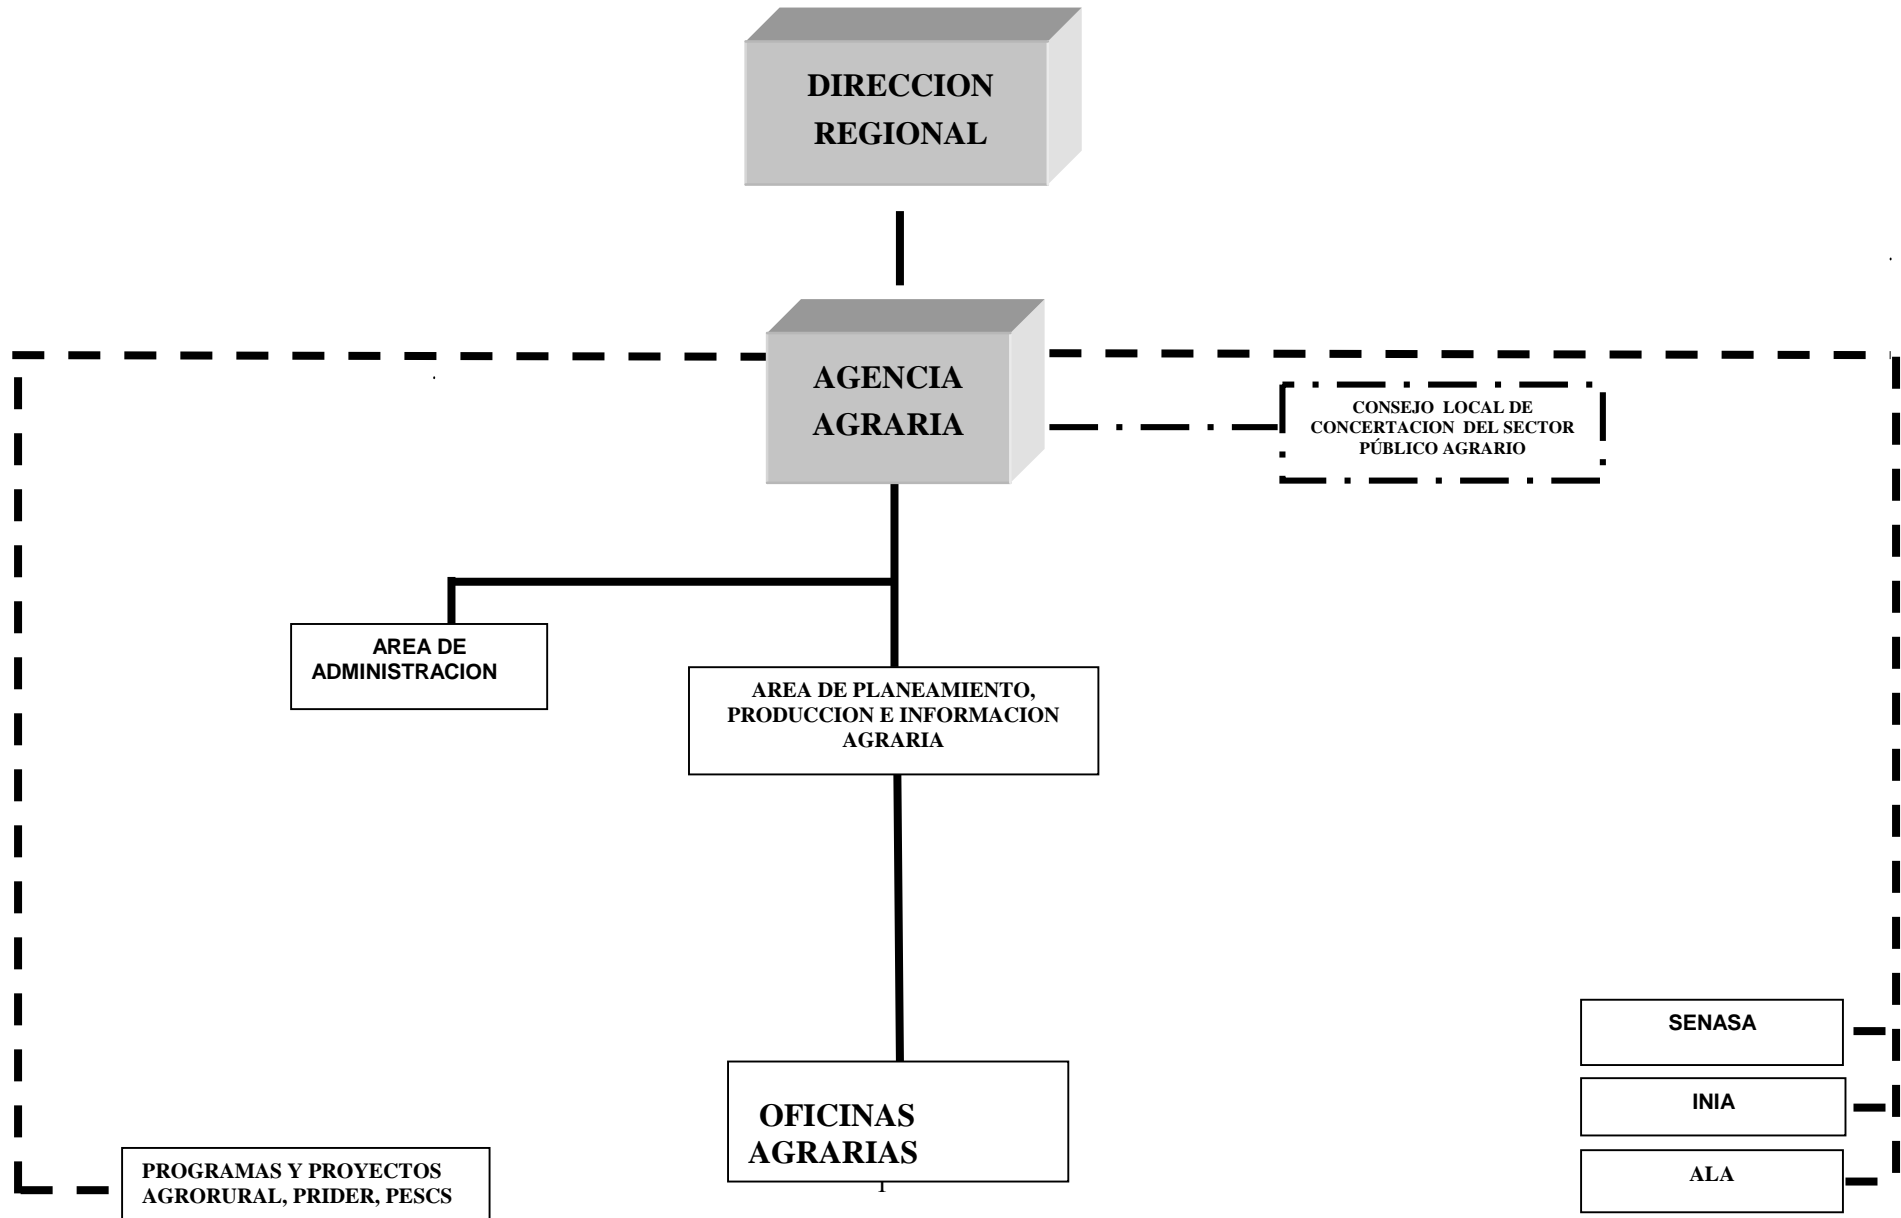 DIRECCION
REGIONAL
AGENCIA
AGRARIA
CONSEJO LOCAL DE
CONCERTACION DEL SECTOR
PÚBLICO AGRARIO
AREA DE
ADMINISTRACION
AREA DE PLANEAMIENTO,
PRODUCCION E INFORMACION
AGRARIA
SENASA
INIA
ALA
OFICINAS
AGRARIAS
PROGRAMAS Y PROYECTOS
AGRORURAL, PRIDER, PESCS
1